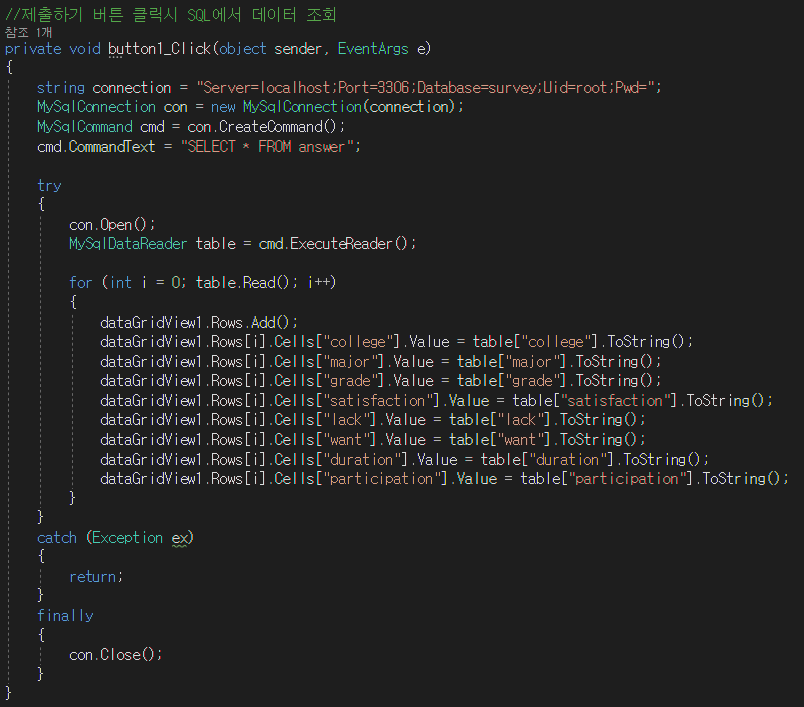 //제출하기 버튼 클릭시 SQL에서 데이터 조회
참조 1개
private void button1_Click(object sender, EventArgs e)
{
string connection = "Server=localhost;Port=3306;Database=survey;Uid=root;Pwd=";
MySqlConnection con = new MySqlConnection(connection);
MySqlCommand cmd = con.CreateCommand();
cmd.CommandText = "SELECT * FROM answer";
try
{
con.Open();
MySqlDataReader table = cmd.ExecuteReader();
for (int i = 0; table.Read(); i++)
{
dataGridView1.Rows.Add();
dataGridView1.Rows[i].Cells["college"].Value = table["college"].ToString();
dataGridView1.Rows[i].Cells["major"].Value = table["major"].ToString();
dataGridView1.Rows[i].Cells["grade"].Value = table["grade"].ToString();
dataGridView1.Rows[i].Cells["satisfaction"].Value = table["satisfaction"].ToString();
dataGridView1.Rows[i].Cells["lack"].Value = table["lack"].ToString();
dataGridView1.Rows[i].Cells["want"].Value = table["want"].ToString();
dataGridView1.Rows[i].Cells["duration"].Value = table["duration"].ToString();
dataGridView1.Rows[i].Cells["participation"].Value = table["participation"].ToString();
}
}
catch (Exception ex)
{
return;
}
finally
{
con.Close();
}
}